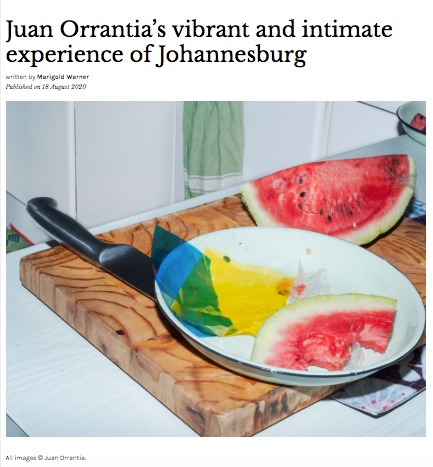 Juan Orrantia’s vibrant and intimate
experience of Johannesburg
written by Marigold Warner
Published on 18 August 2020
All images © Juan Orrantia.